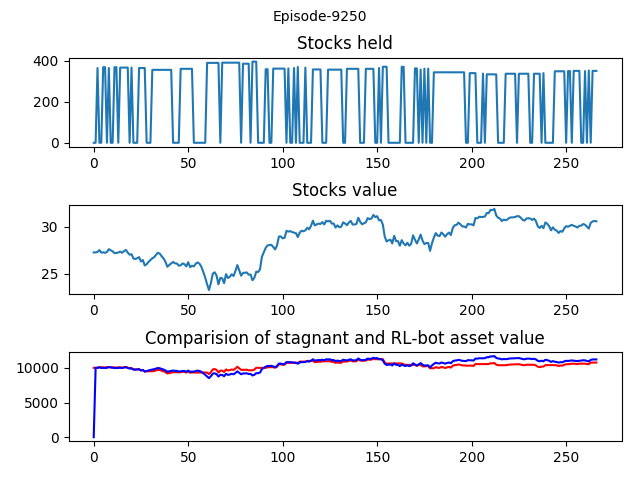 Episode-9250
Stocks held
400
200
0
0 50 100 150 200 250
Stocks value
30
25
0 50 100 150 200 250
Comparision of stagnant and RL-bot asset value
10000
5000
0
0 50 100 150 200 250